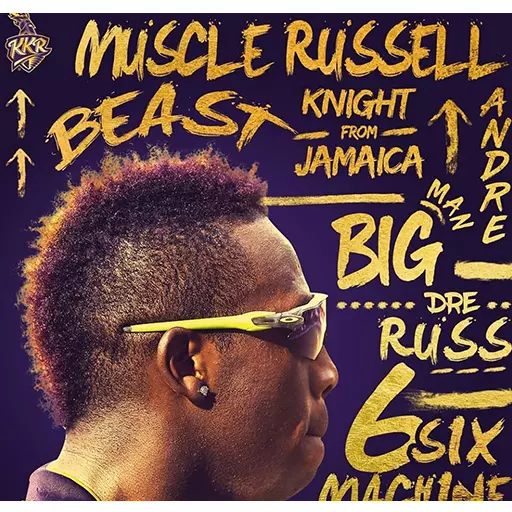 KKR
MUSCLE RUSSELL
BEAST
KNIGHT
FROM
JAMAICA
ANDRE
BIG
MAN
DRE
RUSS
6SIX
MACHINE